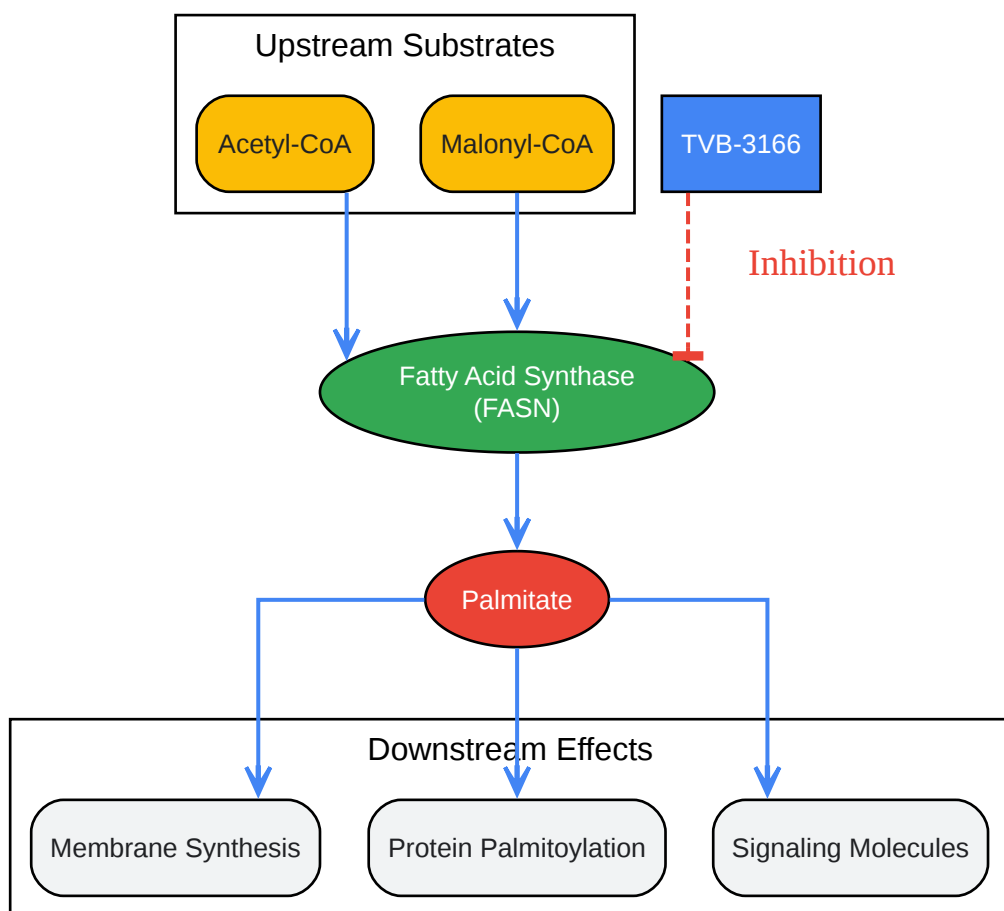 Upstream Substrates
Acetyl-CoA
Malonyl-CoA
TVB-3166
Inhibition
Fatty Acid Synthase
(FASN)
Palmitate
Downstream Effects
Membrane Synthesis
Protein Palmitoylation
Signaling Molecules